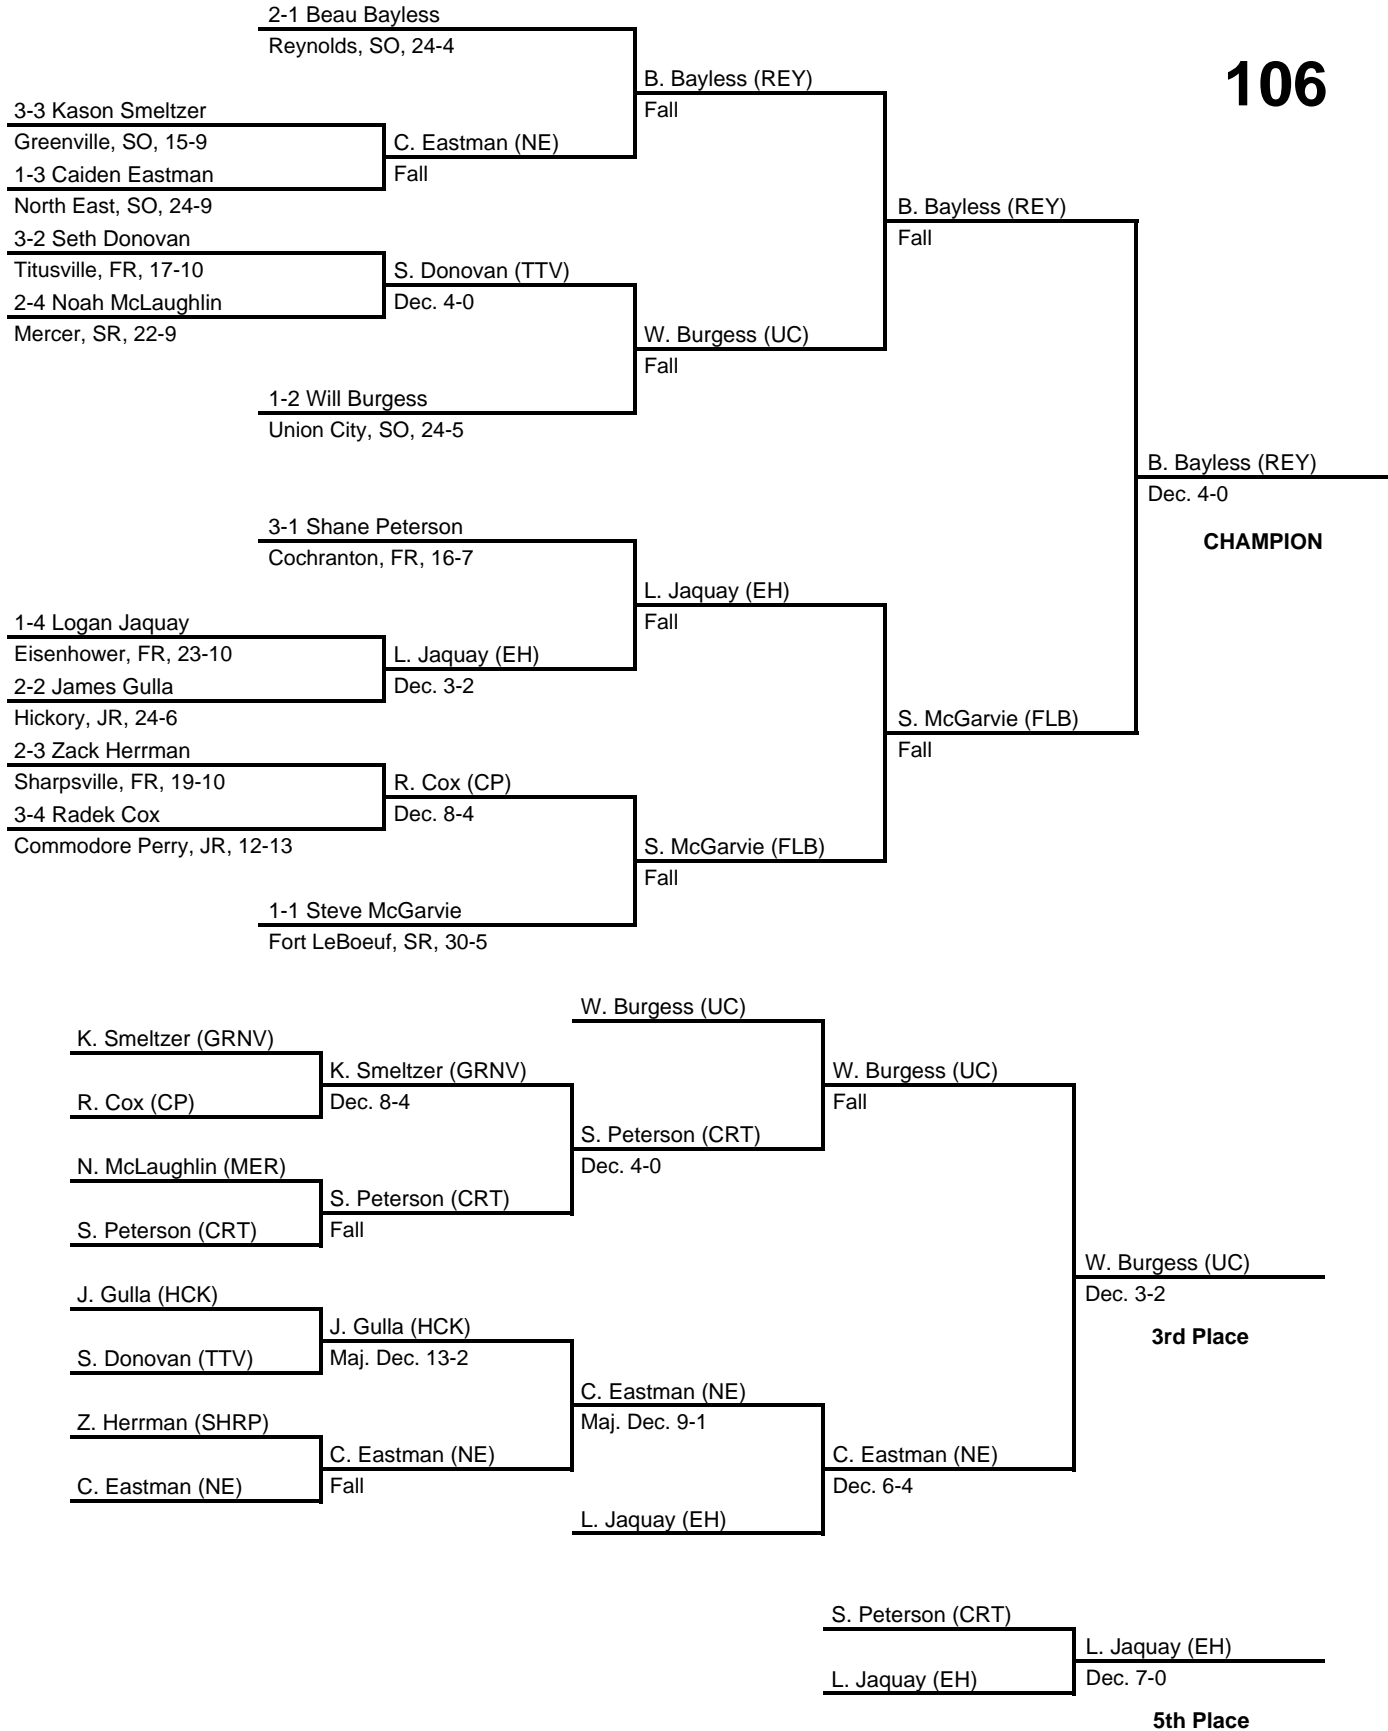 2-1 Beau Bayless
Reynolds, SO, 24-4
106
B. Bayless (REY)
Fall
3-3 Kason Smeltzer
Greenville, SO, 15-9
C. Eastman (NE)
Fall
1-3 Caiden Eastman
North East, SO, 24-9
B. Bayless (REY)
Fall
3-2 Seth Donovan
Titusville, FR, 17-10
S. Donovan (TTV)
Dec. 4-0
2-4 Noah McLaughlin
Mercer, SR, 22-9
W. Burgess (UC)
Fall
1-2 Will Burgess
Union City, SO, 24-5
B. Bayless (REY)
Dec. 4-0
CHAMPION
3-1 Shane Peterson
Cochranton, FR, 16-7
L. Jaquay (EH)
Fall
1-4 Logan Jaquay
Eisenhower, FR, 23-10
L. Jaquay (EH)
Dec. 3-2
2-2 James Gulla
Hickory, JR, 24-6
S. McGarvie (FLB)
Fall
2-3 Zack Herrman
Sharpsville, FR, 19-10
R. Cox (CP)
Dec. 8-4
3-4 Radek Cox
Commodore Perry, JR, 12-13
S. McGarvie (FLB)
Fall
1-1 Steve McGarvie
Fort LeBoeuf, SR, 30-5
W. Burgess (UC)
K. Smeltzer (GRNV)
K. Smeltzer (GRNV)
Dec. 8-4
W. Burgess (UC)
Fall
R. Cox (CP)
S. Peterson (CRT)
Dec. 4-0
N. McLaughlin (MER)
S. Peterson (CRT)
Fall
S. Peterson (CRT)
W. Burgess (UC)
Dec. 3-2
3rd Place
J. Gulla (HCK)
J. Gulla (HCK)
Maj. Dec. 13-2
S. Donovan (TTV)
C. Eastman (NE)
Maj. Dec. 9-1
Z. Herrman (SHRP)
C. Eastman (NE)
Fall
C. Eastman (NE)
Dec. 6-4
C. Eastman (NE)
L. Jaquay (EH)
S. Peterson (CRT)
L. Jaquay (EH)
Dec. 7-0
L. Jaquay (EH)
5th Place